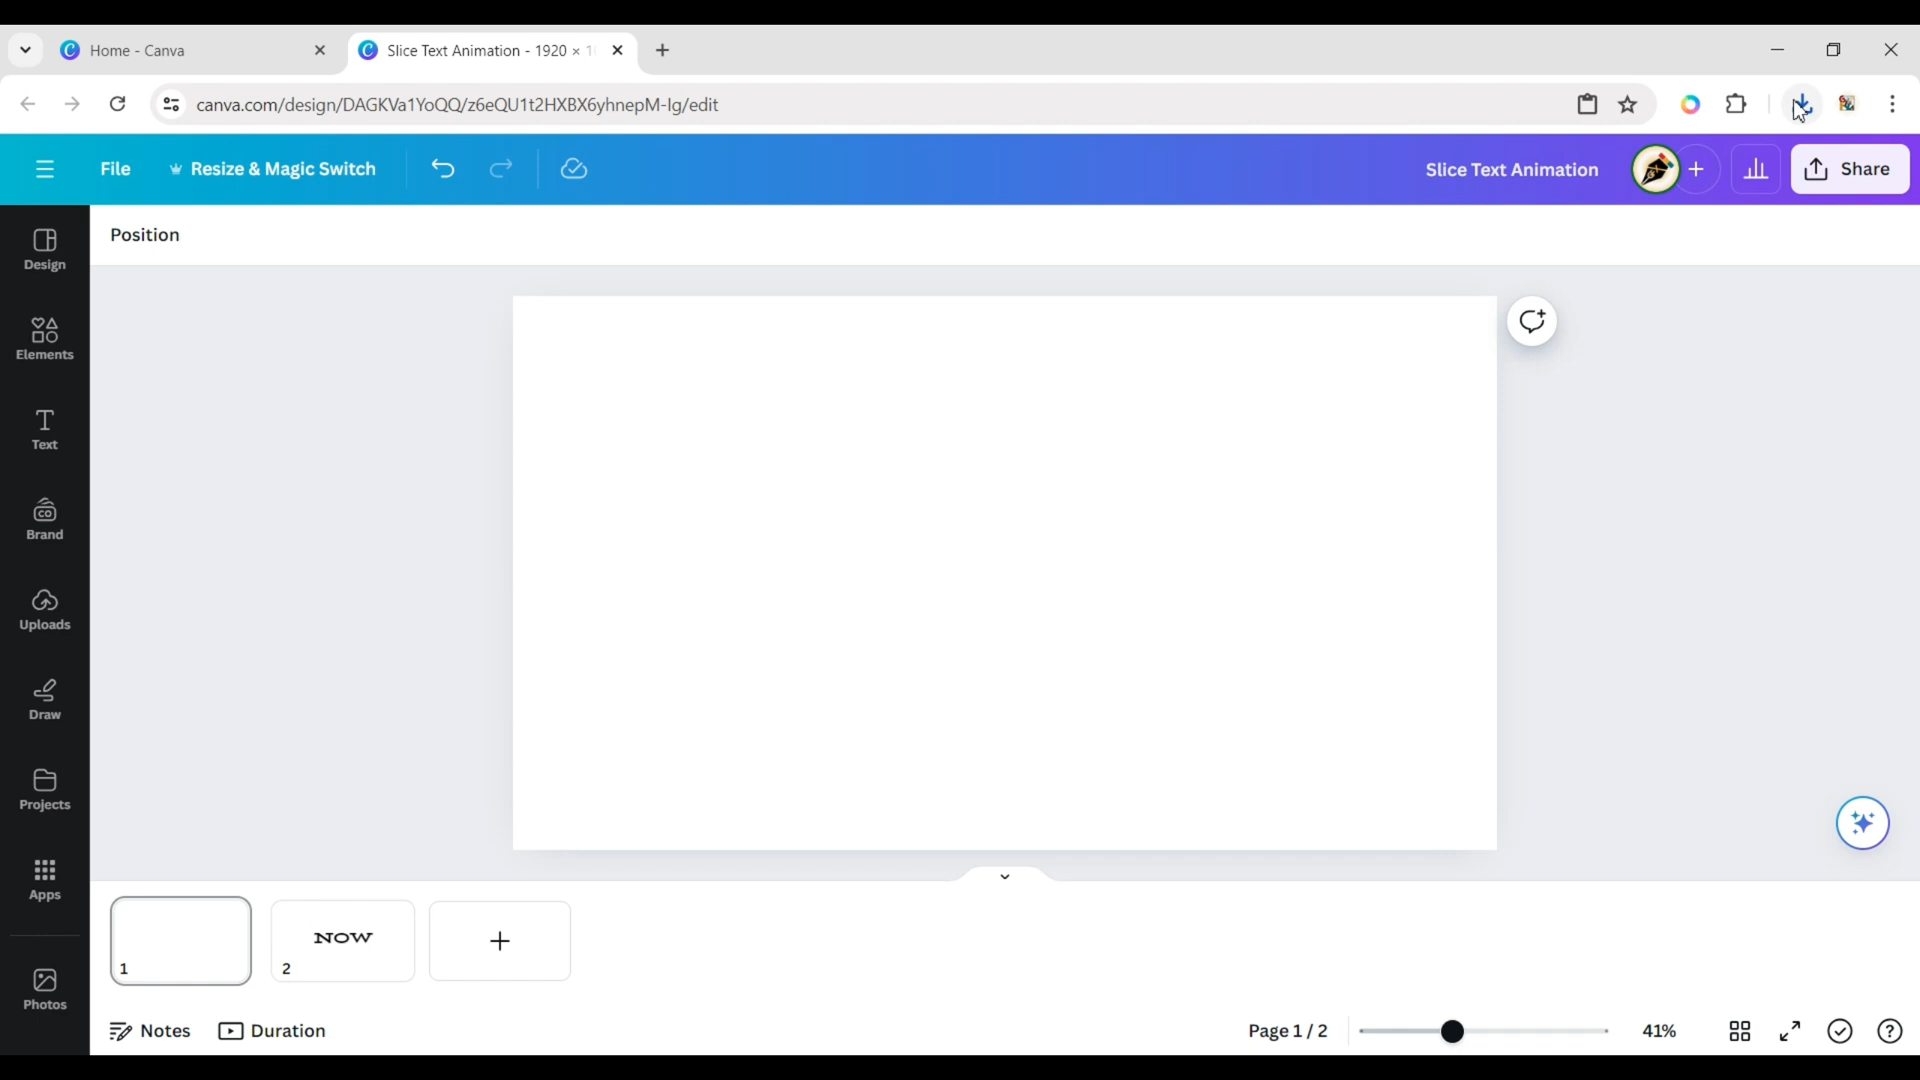 Home - Canva
Slice Text Animation - 1920 × 1
canva.com/design/DAGKVa1YoQQ/z6eQU1t2HXBX6yhnepM-Ig/edit
File
Resize & Magic Switch
Slice Text Animation
Share
Design
Position
Elements
Text
Brand
Uploads
Draw
Projects
Apps
Photos
1
NOW
2
Notes
Duration
Page 1 / 2
41%